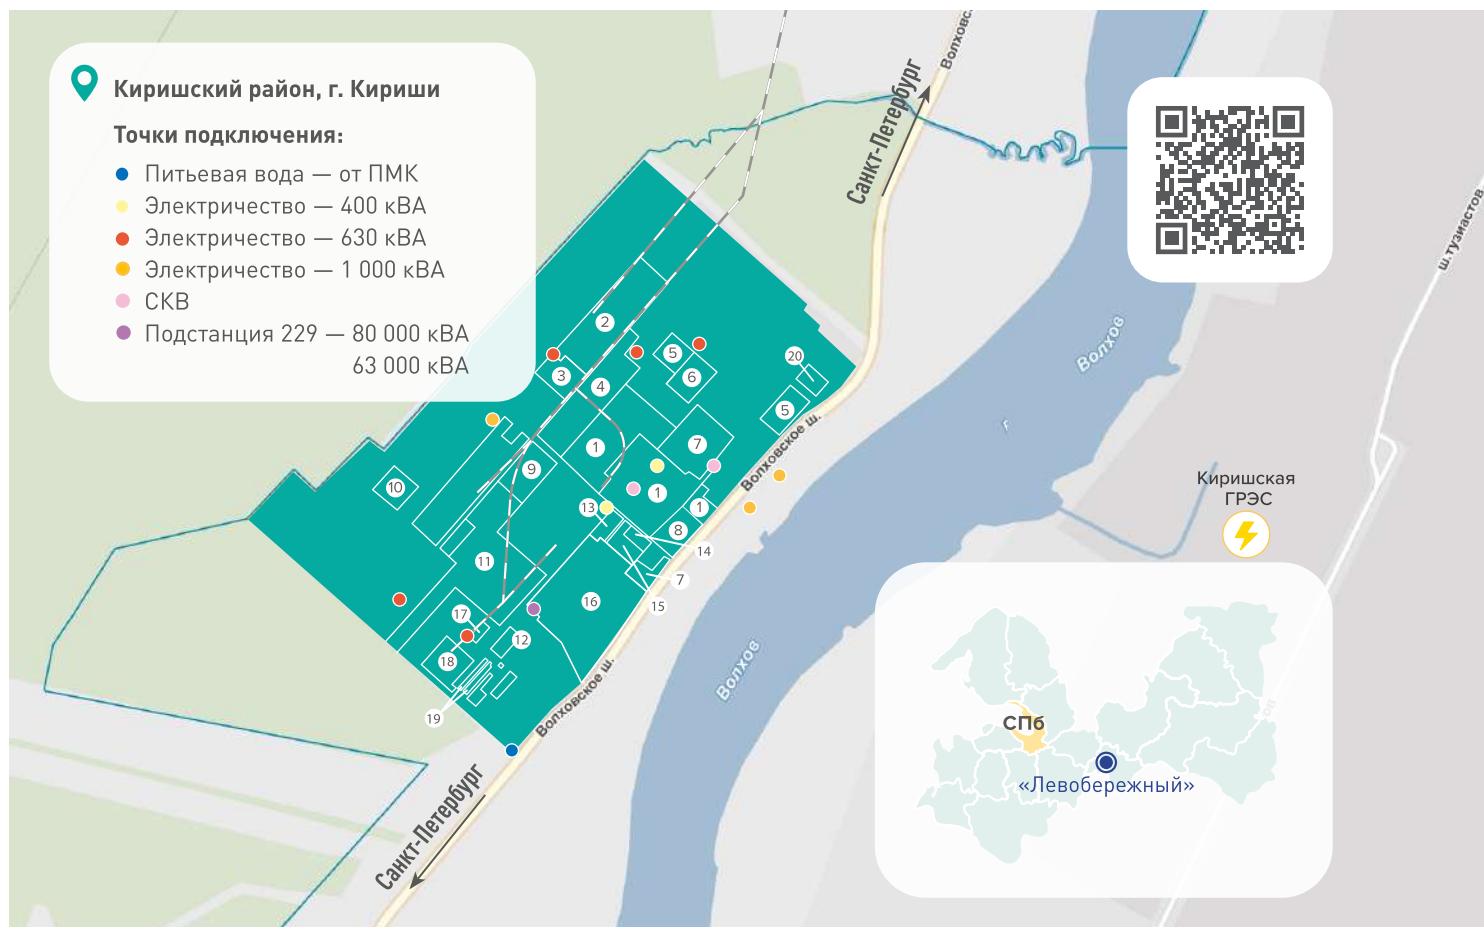 Киришский район, г. Кириши
Точки подключения:
Питьевая вода — от ПМК
Электричество — 400 кВА
Электричество — 630 кВА
Электричество — 1 000 кВА
СКВ
Подстанция 229 — 80 000 кВА
63 000 кВА
Волховс
Санкт-Петербург
ш.тузиастов
Волхов
г
2
3
4
5
6
20
5
7
1
9
10
1
1
13
8
14
11
7
16
15
17
12
18
19
Волховское ш.
Волховское ш.
Волхов
Санкт-Петербург
Киришская
ГРЭС
СПб
«Левобережный»
ов